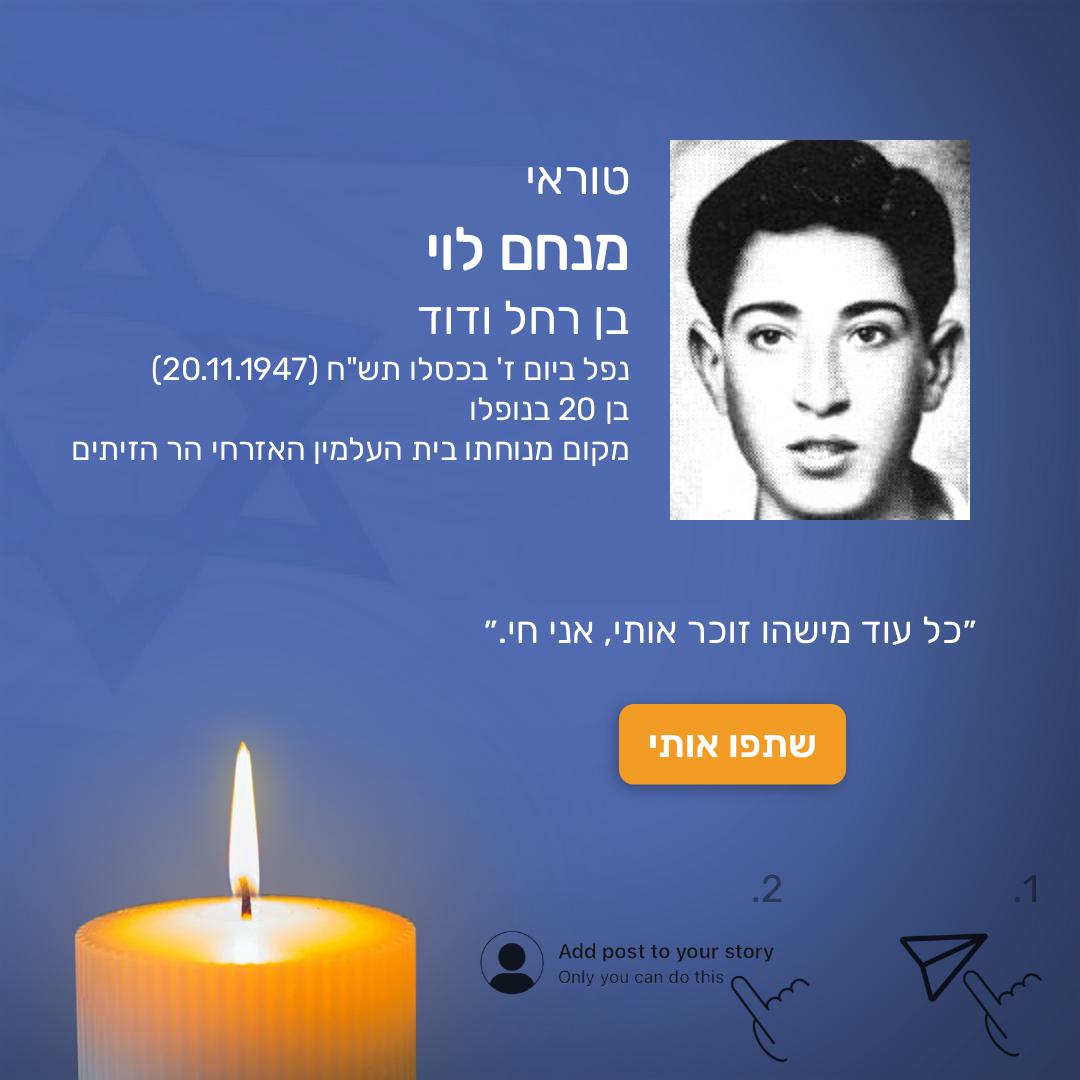 טוראי
מנחם לוי
בן רחל ודוד
נפל ביום ז' בכסלו תש"ח (20.11.1947)
בן 20 בנופלו
מקום מנוחתו בית העלמין האזרחי הר הזיתים
״כל עוד מישהו זוכר אותי, אני חי.״
שתפו אותי
.1
.2
Add post to your story
Only you can do this